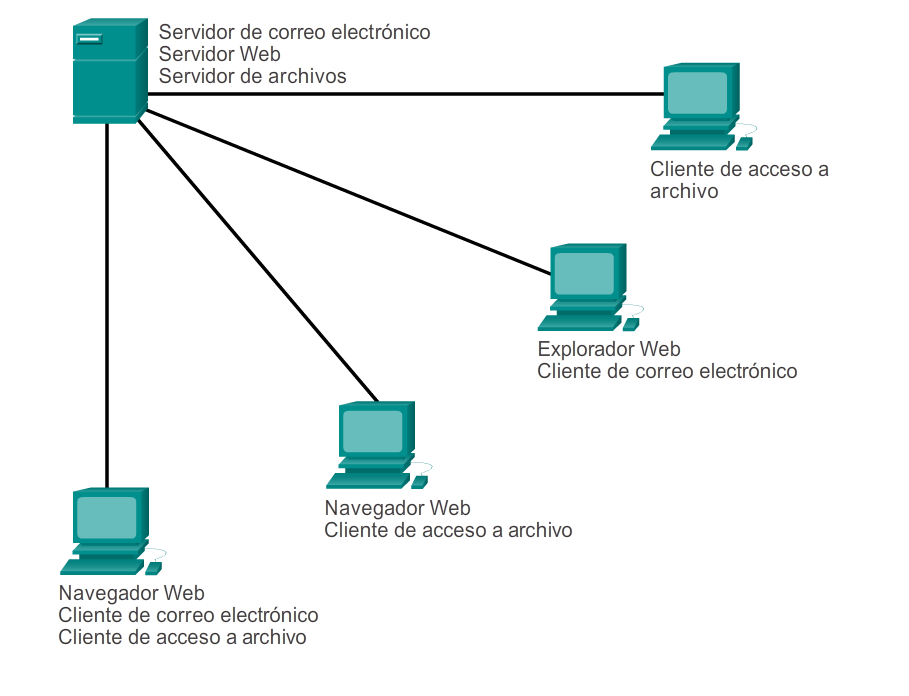 Servidor de correo electrónico
Servidor Web
Servidor de archivos
Cliente de acceso a
archivo
Explorador Web
Cliente de correo electrónico
Navegador Web
Cliente de acceso a archivo
Navegador Web
Cliente de correo electrónico
Cliente de acceso a archivo